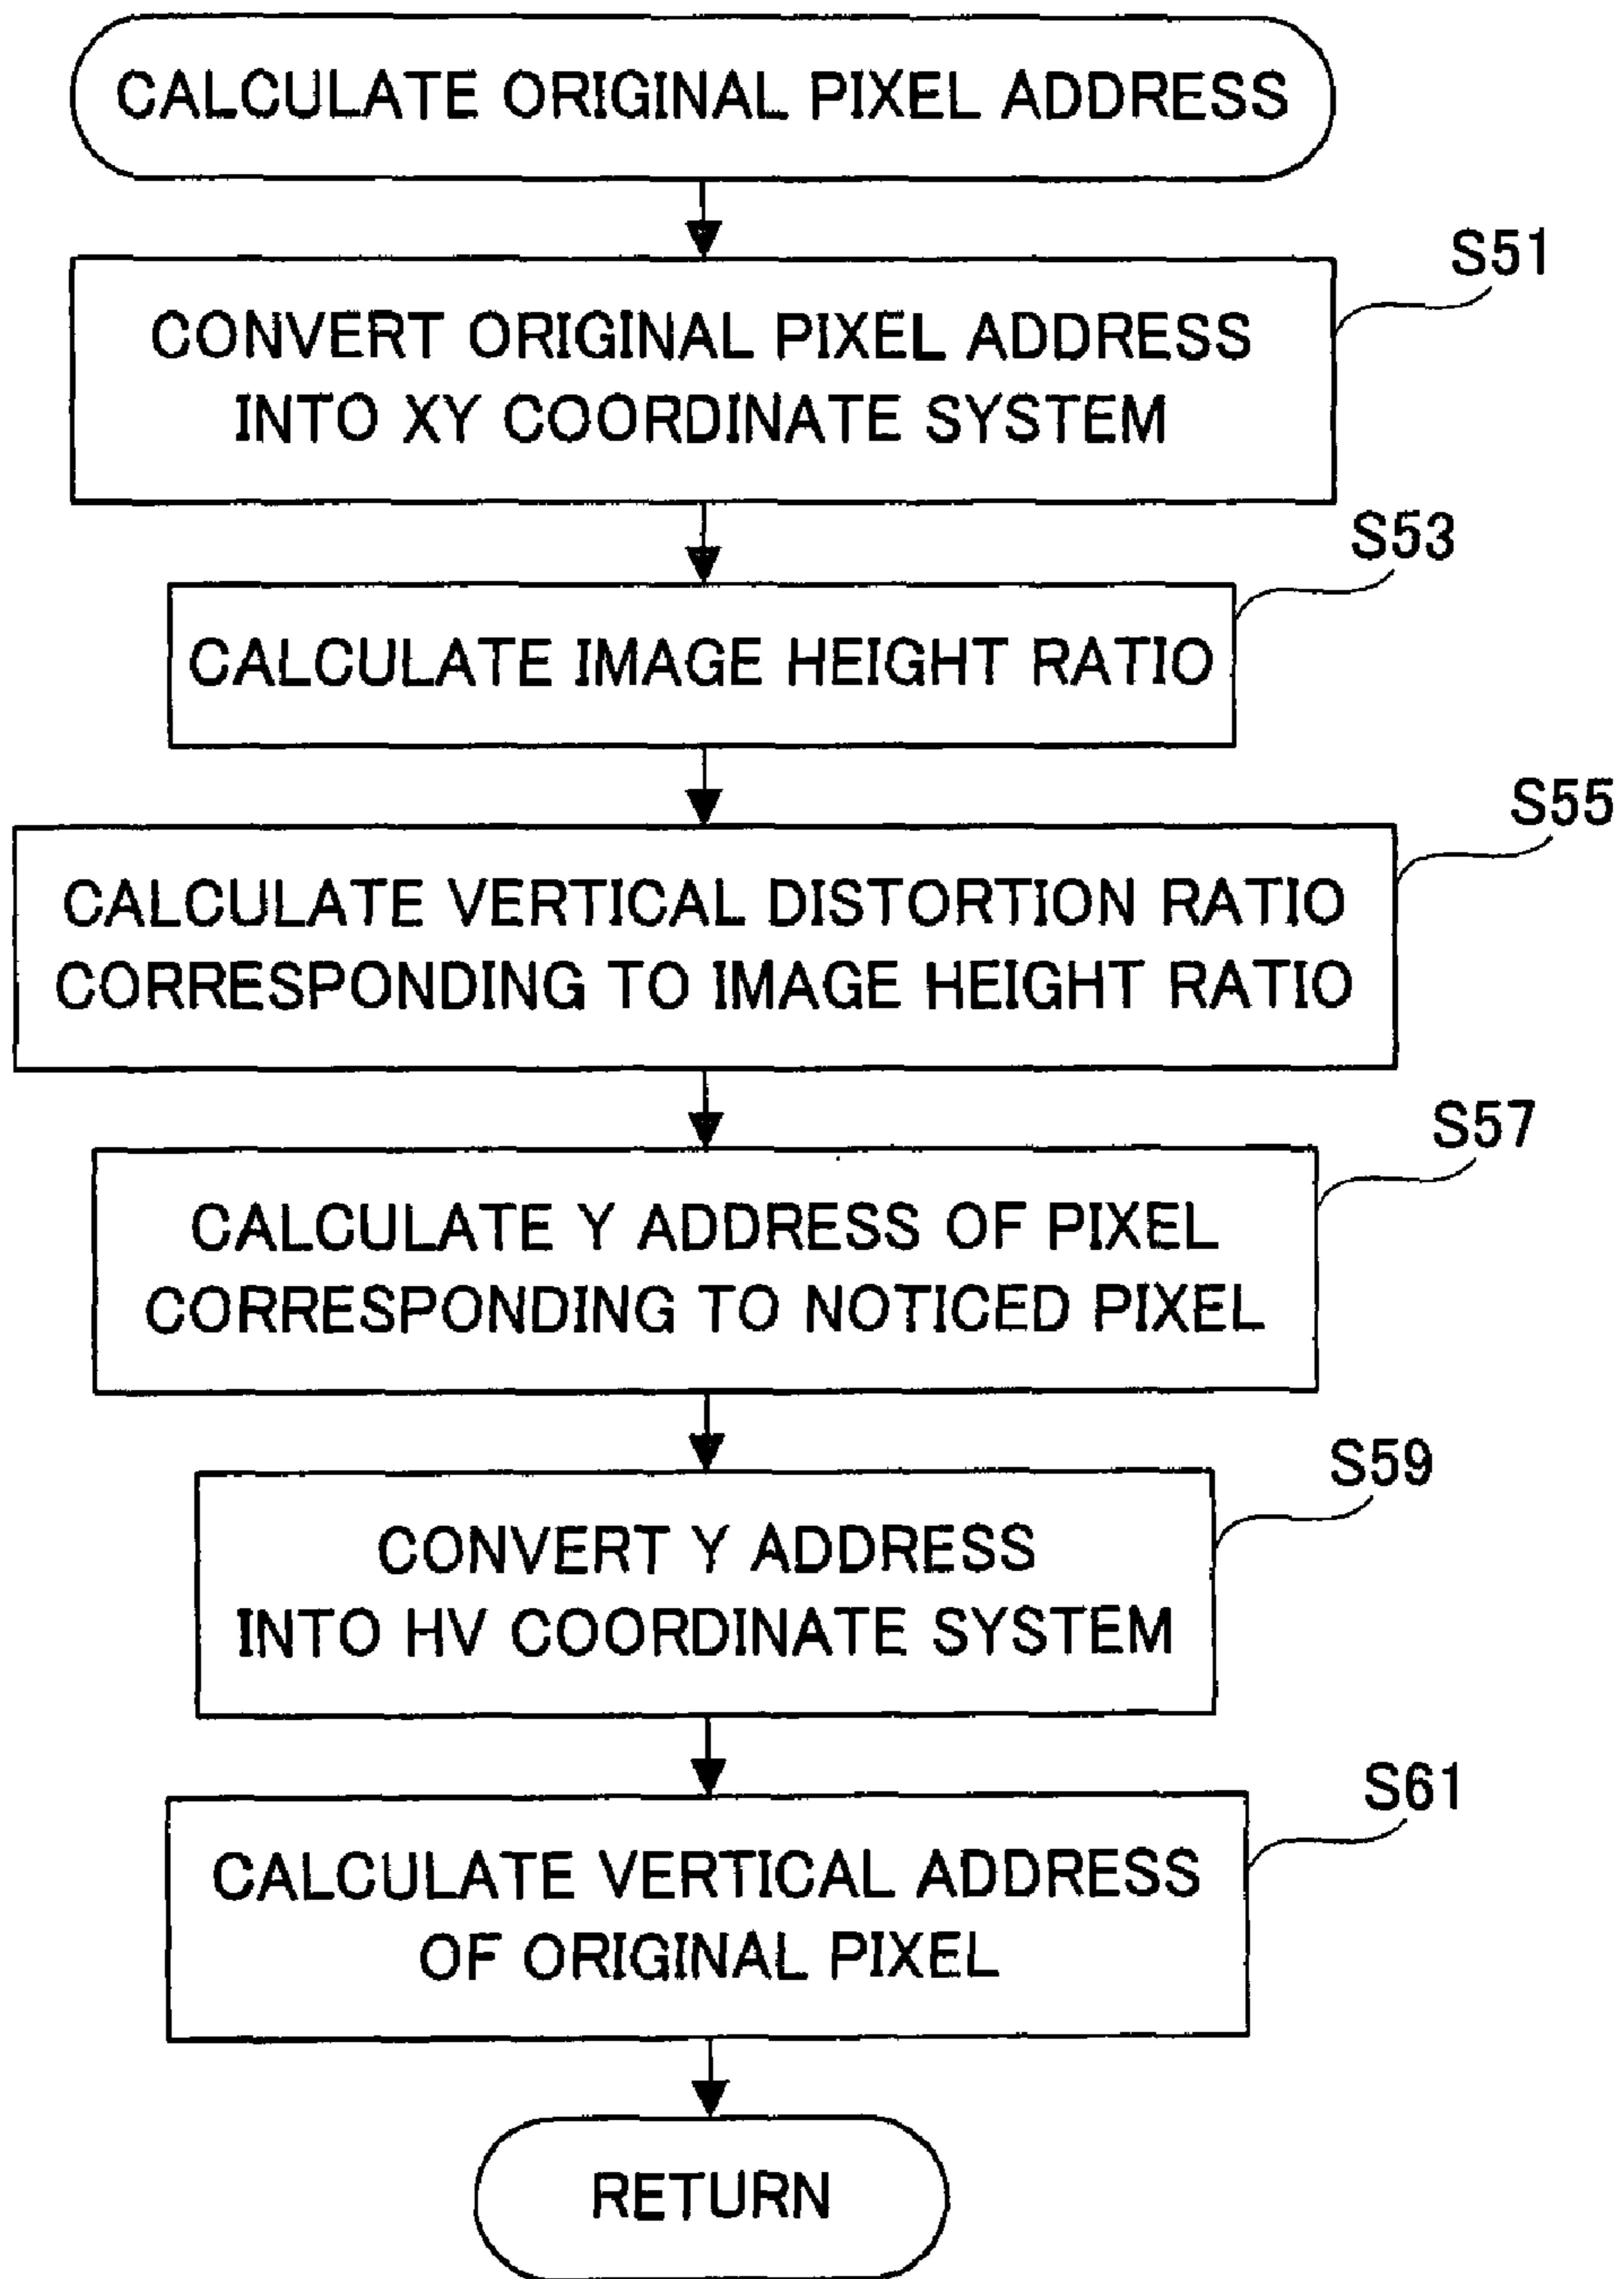 CALCULATE ORIGINAL PIXEL ADDRESS
S51
CONVERT ORIGINAL PIXEL ADDRESS
INTO XY COORDINATE SYSTEM
S53
CALCULATE IMAGE HEIGHT RATIO
S55
CALCULATE VERTICAL DISTORTION RATIO
CORRESPONDING TO IMAGE HEIGHT RATIO
S57
CALCULATE Y ADDRESS OF PIXEL
CORRESPONDING TO NOTICED PIXEL
S59
CONVERT Y ADDRESS
INTO HV COORDINATE SYSTEM
S61
CALCULATE VERTICAL ADDRESS
OF ORIGINAL PIXEL
RETURN